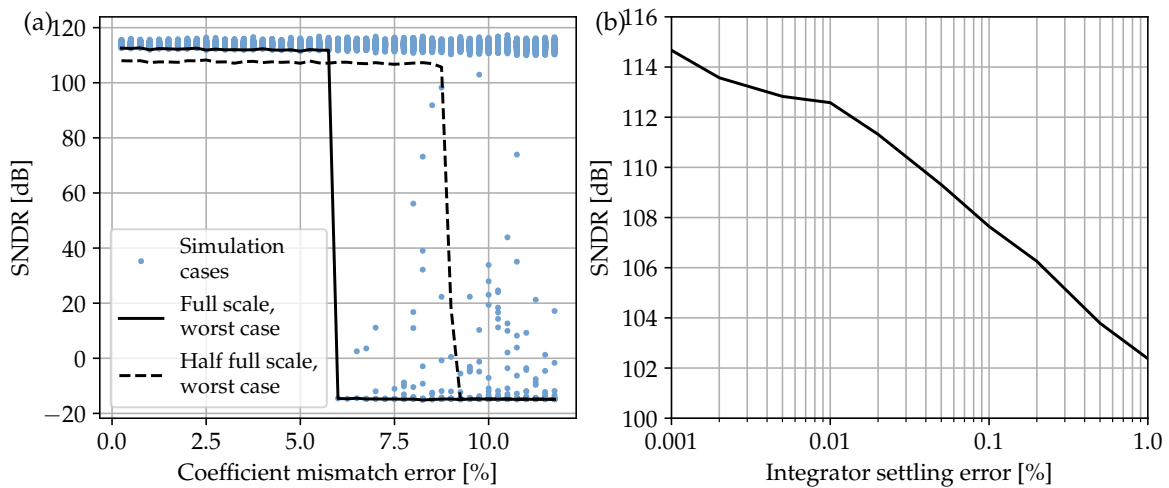 (a)
120
100
80
60
40
20
0
−20
SNDR [dB]
Simulation
cases
Full scale,
worst case
Half full scale,
worst case
0.0 2.5 5.0 7.5 10.0
Coefficient mismatch error [%]
(b)
116
114
112
110
108
106
104
102
100
SNDR [dB]
0.001 0.01 0.1 1.0
Integrator settling error [%]